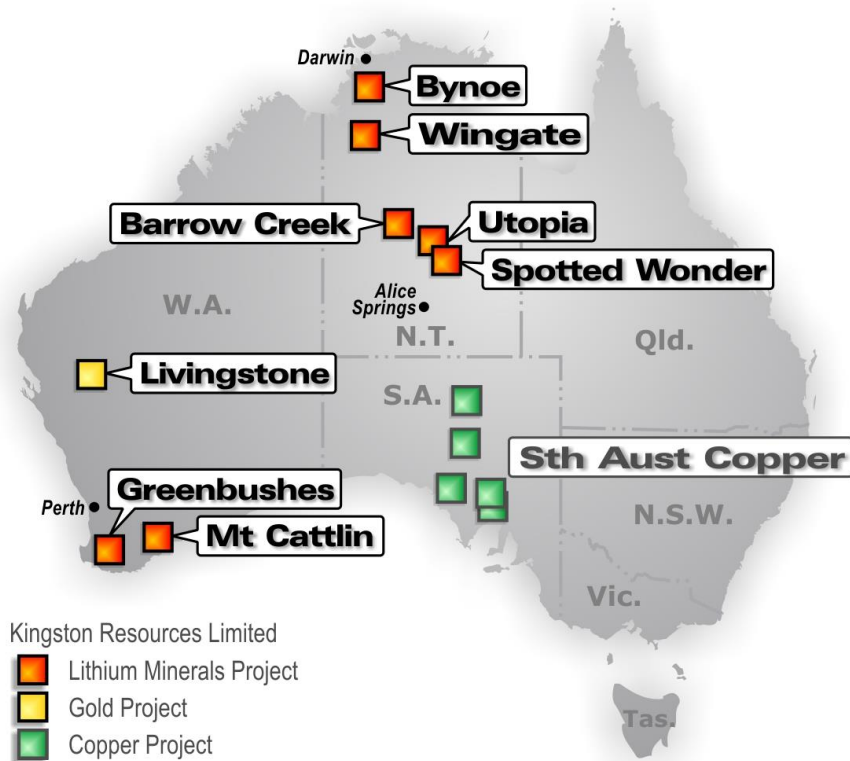 Darwin
Bynoe
Wingate
Barrow Creek
Utopia
Spotted Wonder
W.A.
Alice
Springs
N.T.
Qld.
Livingstone
S.A.
Sth Aust Copper
Greenbushes
Perth
Mt Cattlin
N.S.W.
Vic.
Tas.
Kingston Resources Limited
Lithium Minerals Project
Gold Project
Copper Project